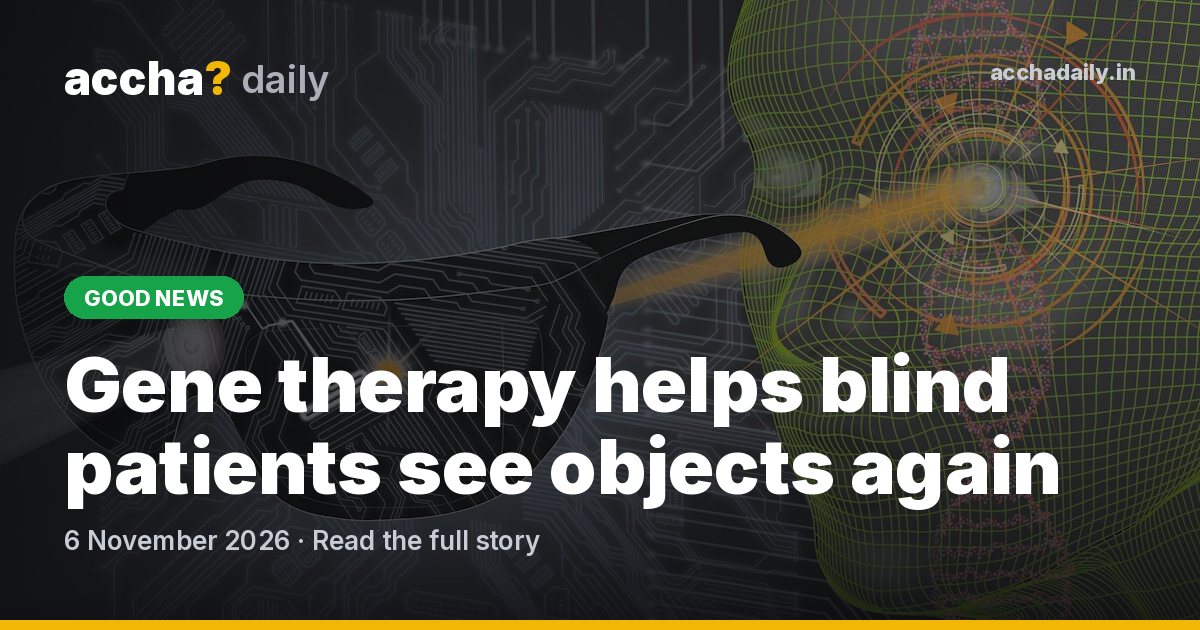 accha? daily
acchadaily.in
GOOD NEWS
Gene therapy helps blind
patients see objects again
6 November 2026 · Read the full story